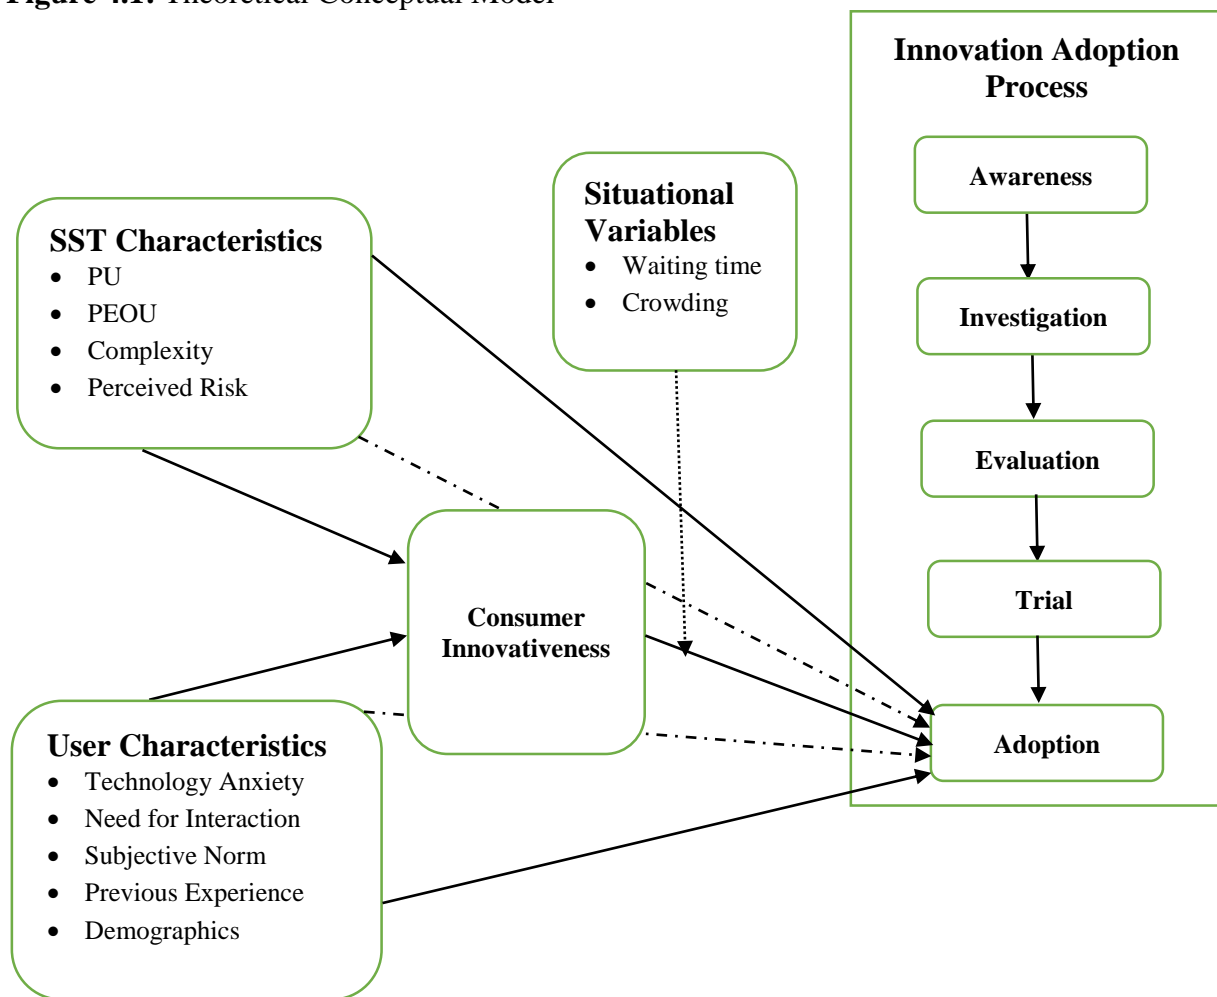 Figure 4.1: Theoretical Conceptual Model
Innovation Adoption
Process
Awareness
Situational
Variables
• Waiting time
• Crowding
SST Characteristics
• PU
• PEOU
• Complexity
• Perceived Risk
Investigation
Evaluation
Trial
Consumer
Innovativeness
User Characteristics
• Technology Anxiety
• Need for Interaction
• Subjective Norm
• Previous Experience
• Demographics
Adoption